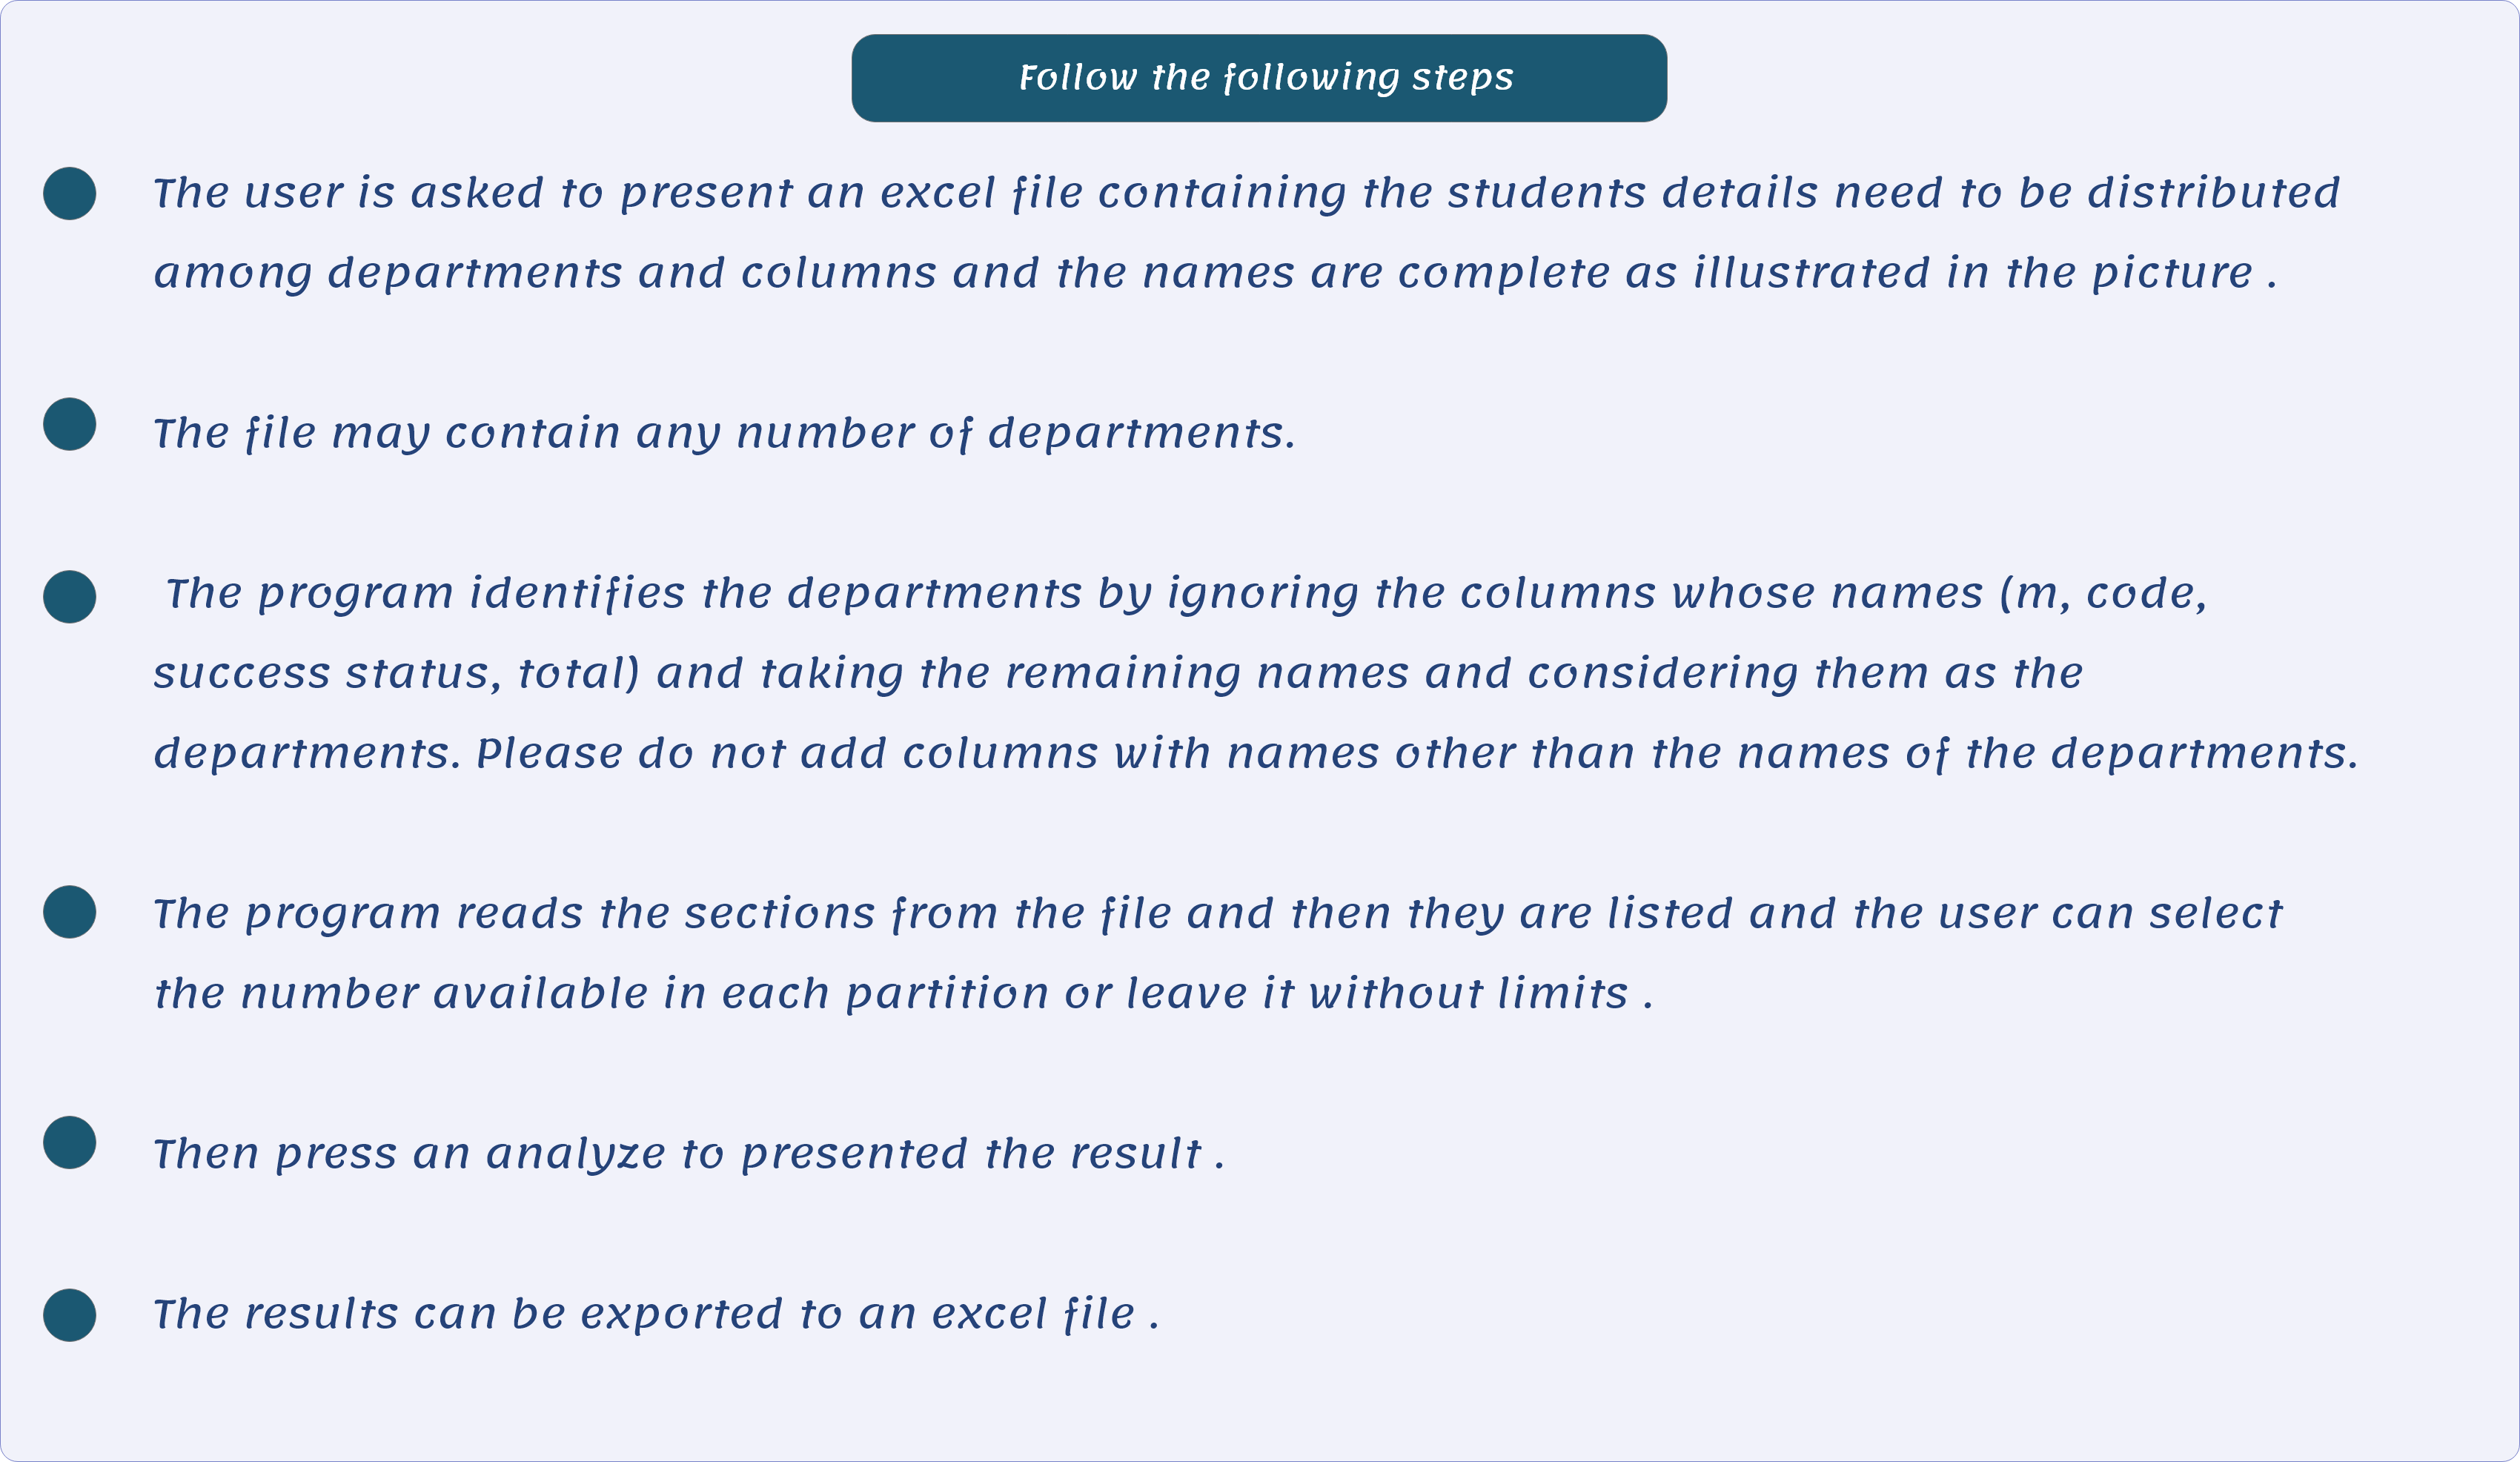 Follow the following steps
The user is asked to present an excel file containing the students details need to be distributed
among departments and columns and the names are complete as illustrated in the picture .
The file may contain any number of departments.
The program identifies the departments by ignoring the columns whose names (m, code,
success status, total) and taking the remaining names and considering them as the
departments. Please do not add columns with names other than the names of the departments.
The program reads the sections from the file and then they are listed and the user can select
the number available in each partition or leave it without limits .
Then press an analyze to presented the result .
The results can be exported to an excel file .